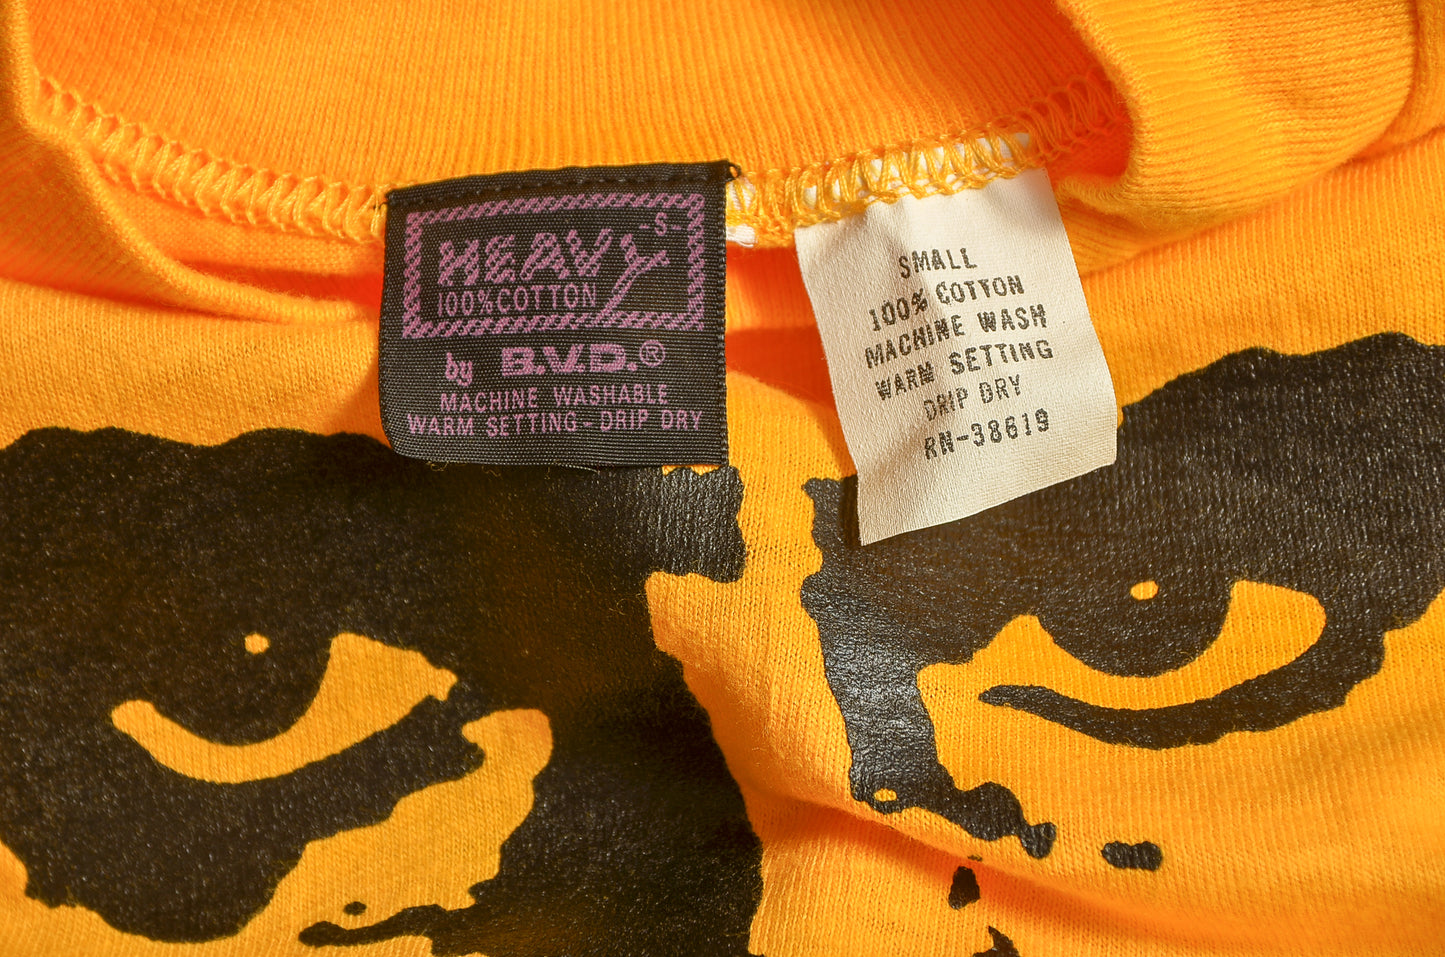 -S-
HEAVY
100%COTTON
by B.V.D.®
MACHINE WASHABLE
WARM SETTING-DRIP DRY
SMALL
100% COTTON
MACHINE WASH
WARM SETTING
DRIP DRY
RN-38619